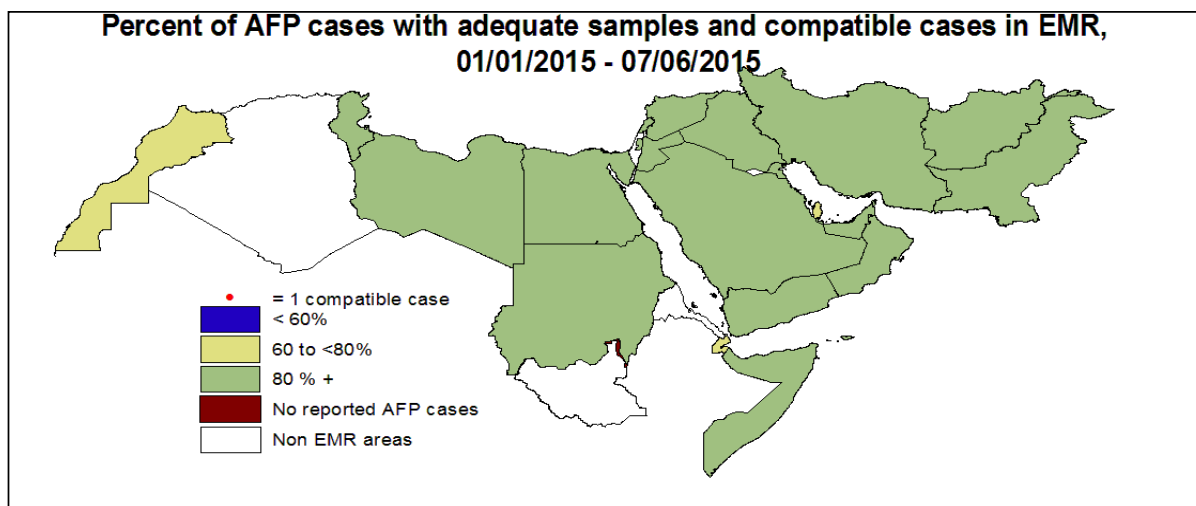 Percent of AFP cases with adequate samples and compatible cases in EMR,
01/01/2015 - 07/06/2015
= 1 compatible case
< 60%
60 to <80%
80 % +
No reported AFP cases
Non EMR areas